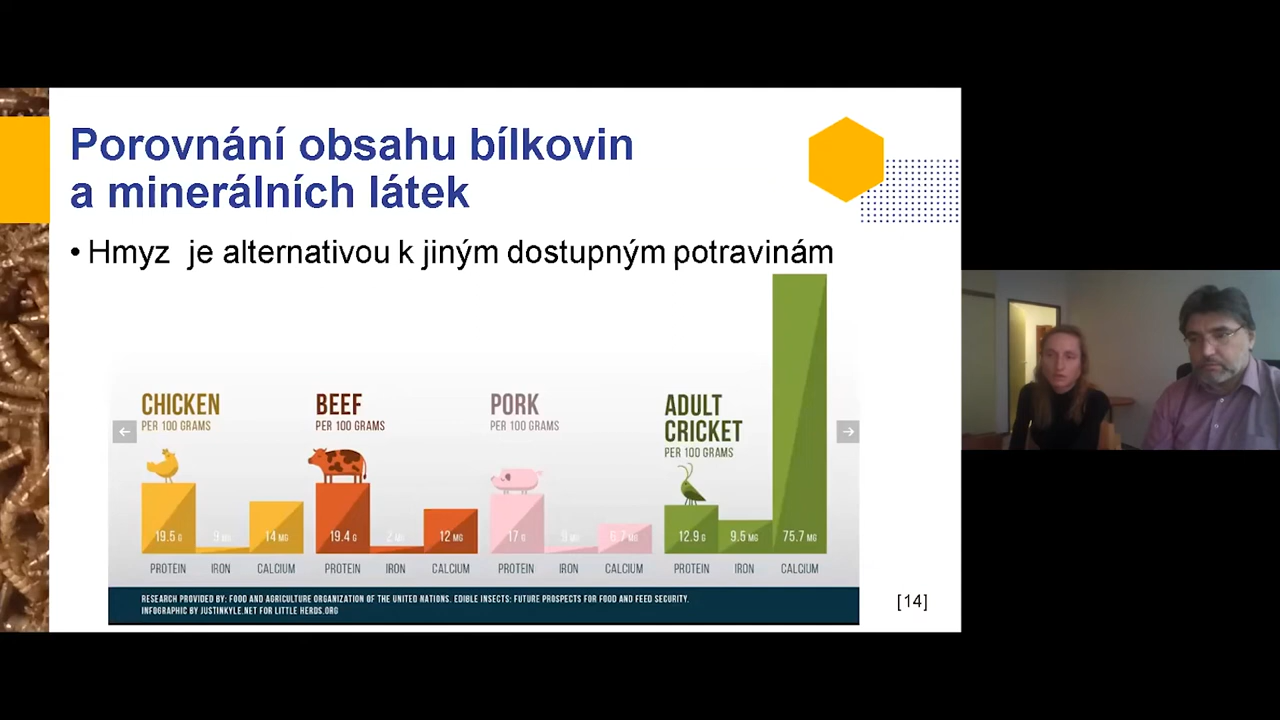 Porovnání obsahu bílkovin
a minerálních látek
• Hmyz je alternativou k jiným dostupným potravinám
CHICKEN
PER 100 GRAMS
19.5 G
14 MG
PROTEIN IRON CALCIUM
BEEF
PER 100 GRAMS
19.4 G
12 MG
PROTEIN IRON CALCIUM
PORK
PER 100 GRAMS
17 G
6.7 MG
PROTEIN IRON CALCIUM
ADULT
CRICKET
PER 100 GRAMS
12.9 G 9.5 MG 75.7 MG
PROTEIN IRON CALCIUM
RESEARCH PROVIDED BY: FOOD AND AGRICULTURE ORGANIZATION OF THE UNITED NATIONS. EDIBLE INSECTS: FUTURE PROSPECTS FOR FOOD AND FEED SECURITY.
INFOGRAPHIC BY JUSTINKYLE.NET FOR LITTLE HERDS.ORG
[14]